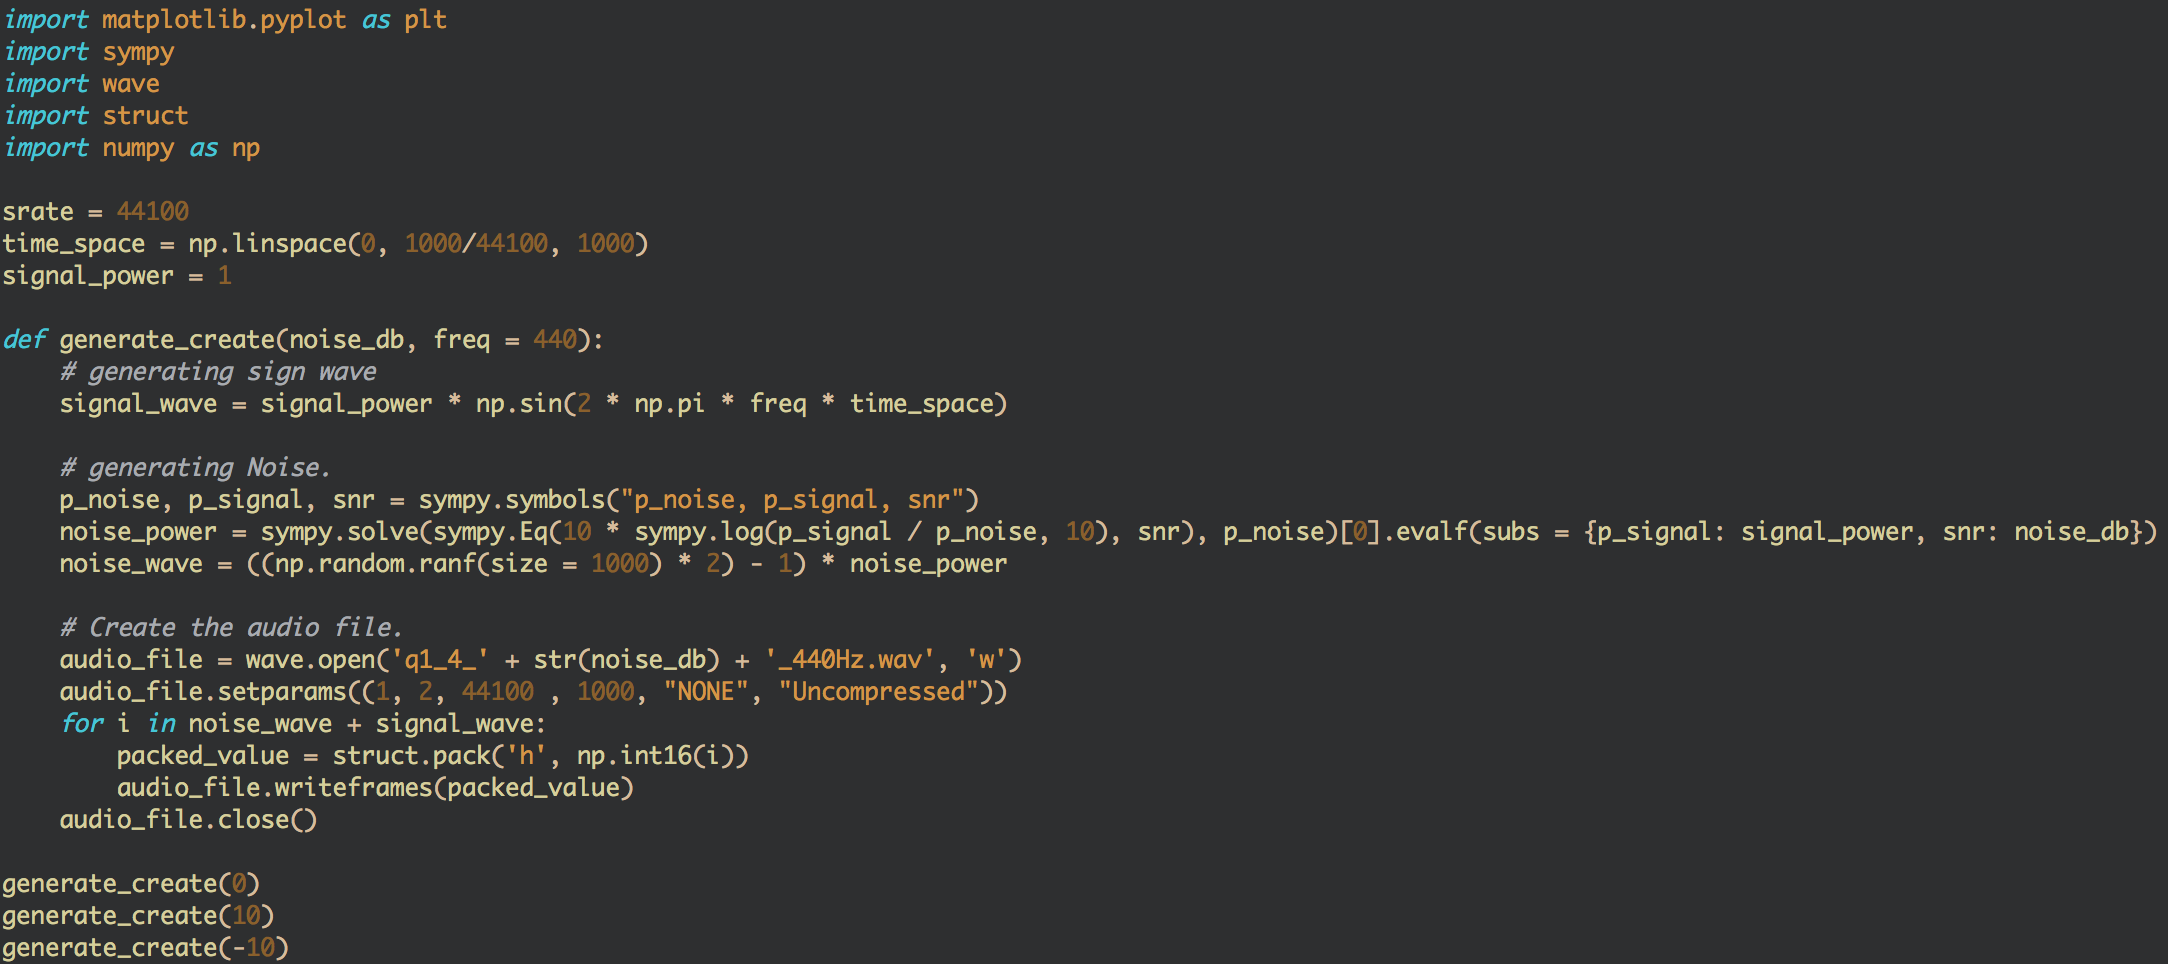 import matplotlib.pyplot as plt
import sympy
import wave
import struct
import numpy as np

srate = 44100
time_space = np.linspace(0, 1000/44100, 1000)
signal_power = 1

def generate_create(noise_db, freq = 440):
    # generating sign wave
    signal_wave = signal_power * np.sin(2 * np.pi * freq * time_space)

    # generating Noise.
    p_noise, p_signal, snr = sympy.symbols("p_noise, p_signal, snr")
    noise_power = sympy.solve(sympy.Eq(10 * sympy.log(p_signal / p_noise, 10), snr), p_noise)[0].evalf(subs = {p_signal: signal_power, snr: noise_db})
    noise_wave = ((np.random.ranf(size = 1000) * 2) - 1) * noise_power

    # Create the audio file.
    audio_file = wave.open('q1_4_' + str(noise_db) + '_440Hz.wav', 'w')
    audio_file.setparams((1, 2, 44100 , 1000, "NONE", "Uncompressed"))
    for i in noise_wave + signal_wave:
        packed_value = struct.pack('h', np.int16(i))
        audio_file.writeframes(packed_value)
    audio_file.close()

generate_create(0)
generate_create(10)
generate_create(-10)